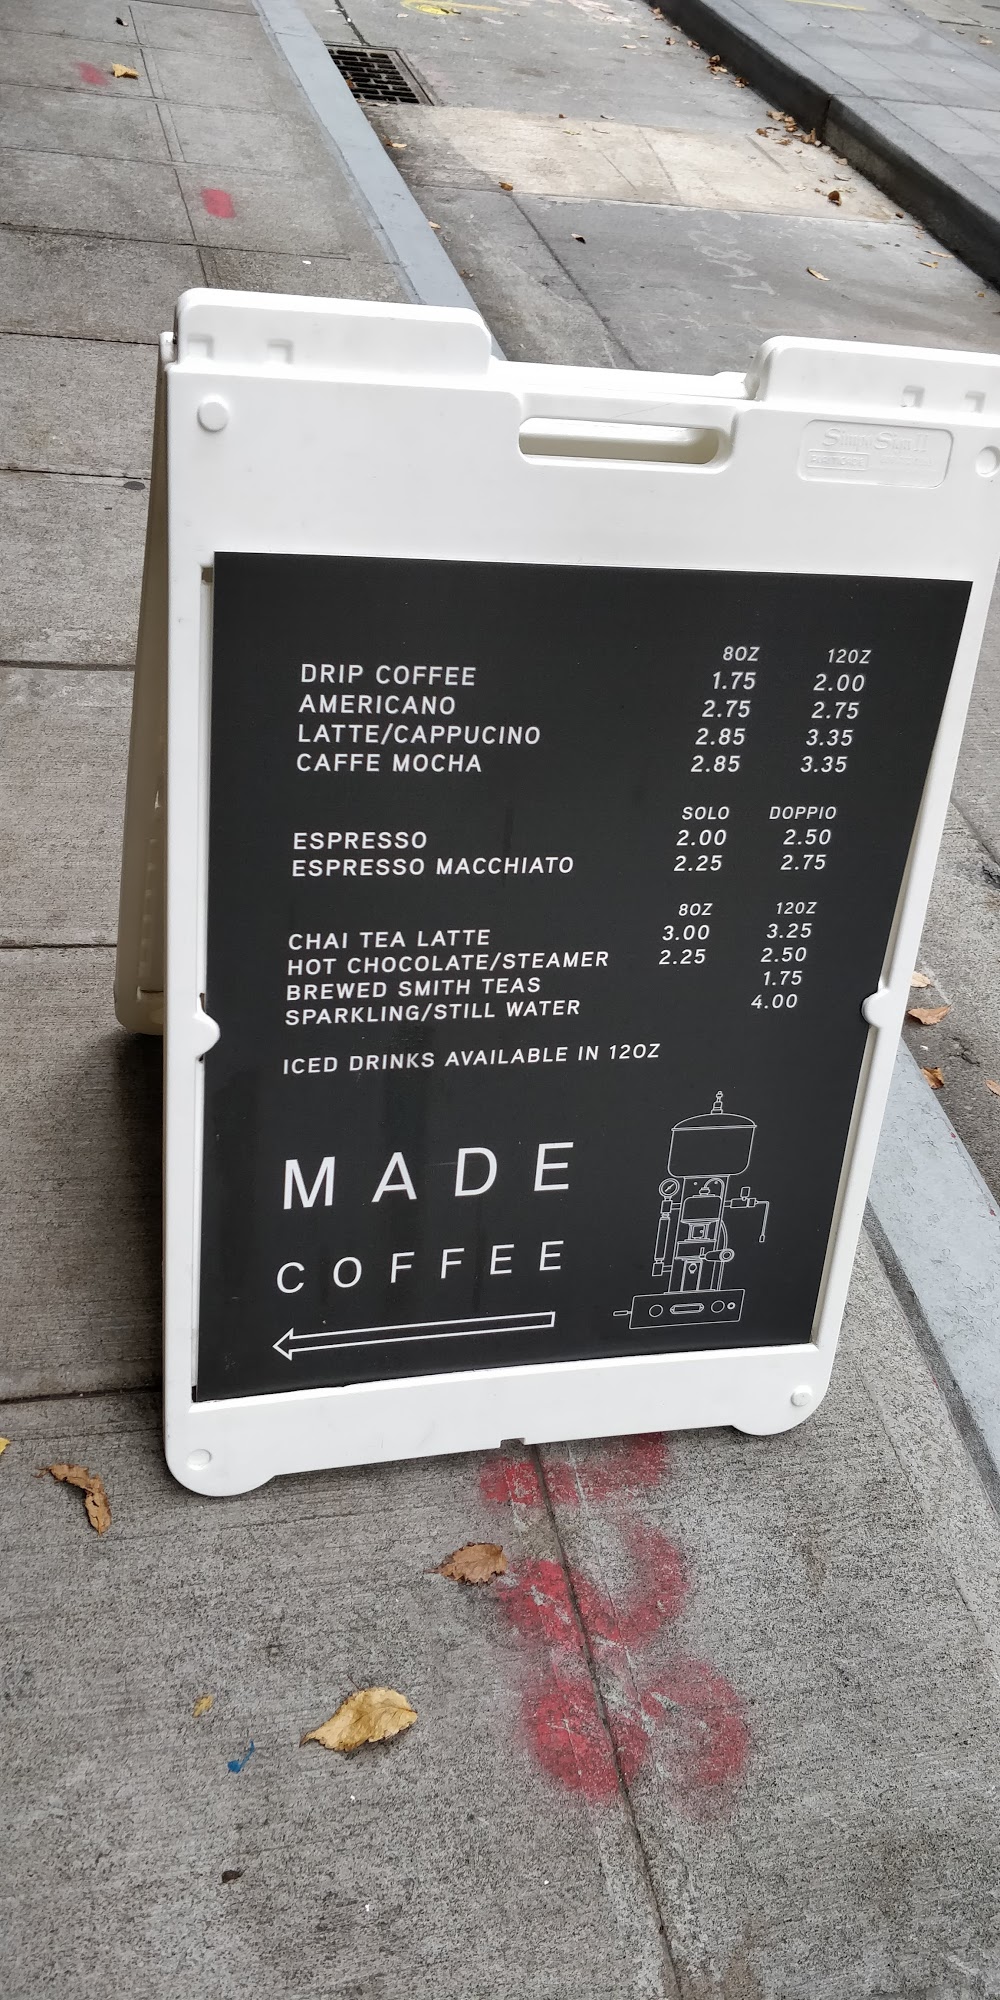 8OZ 12OZ
DRIP COFFEE 1.75 2.00
AMERICANO 2.75 2.75
LATTE/CAPPUCINO 2.85 3.35
CAFFE MOCHA 2.85 3.35
SOLO DOPPIO
ESPRESSO 2.00 2.50
ESPRESSO MACCHIATO 2.25 2.75
8OZ 12OZ
CHAI TEA LATTE 3.00 3.25
HOT CHOCOLATE/STEAMER 2.25 2.50
BREWED SMITH TEAS 1.75
SPARKLING/STILL WATER 4.00
ICED DRINKS AVAILABLE IN 12OZ
MADE
COFFEE